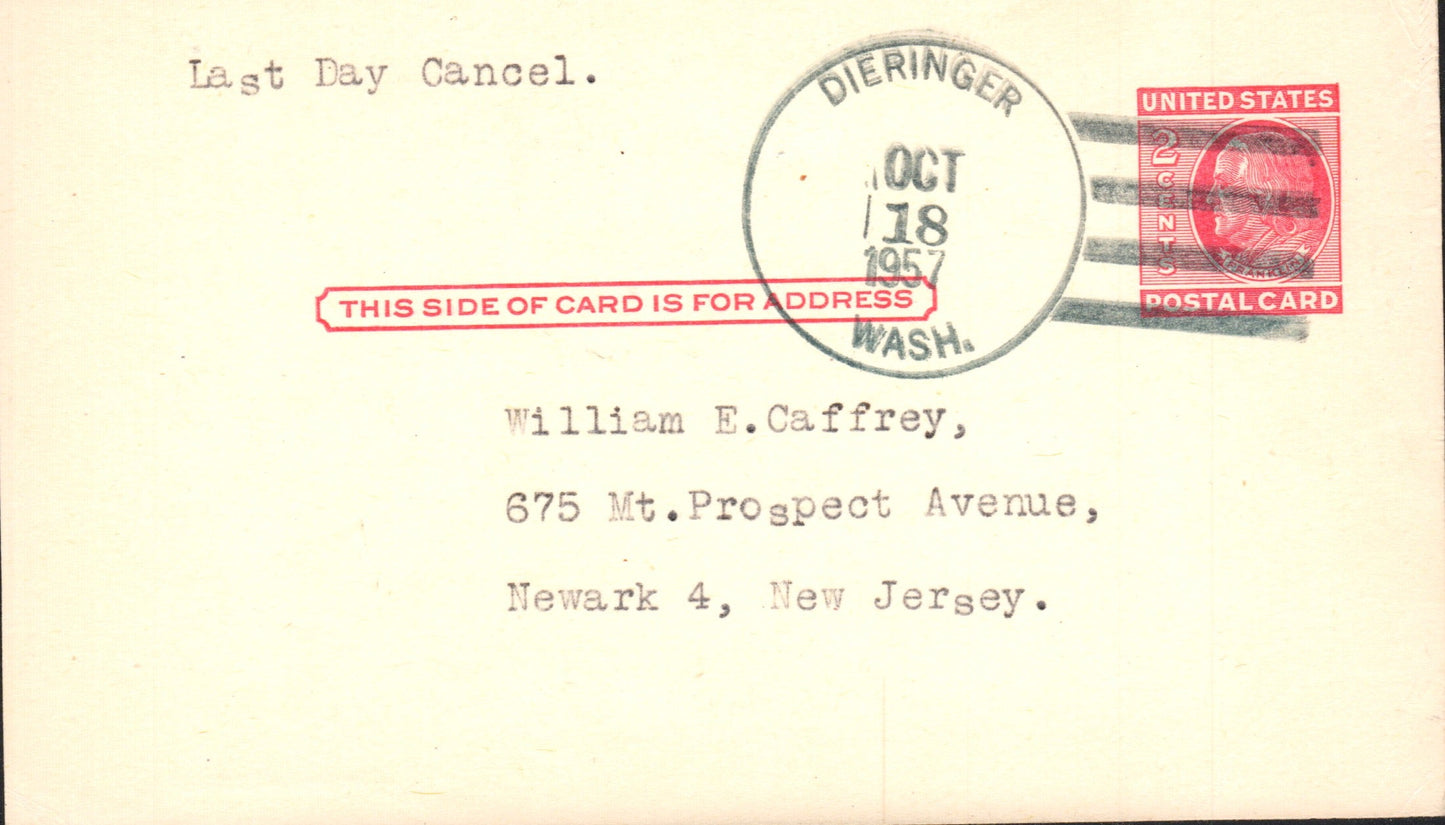 Last Day Cancel.
DIERINGER
OCT
18
1957
WASH.
UNITED STATES
2
CENTS
FRANKLIN
POSTAL CARD
THIS SIDE OF CARD IS FOR ADDRESS
William E.Caffrey,
675 Mt.Prospect Avenue,
Newark 4, New Jersey.